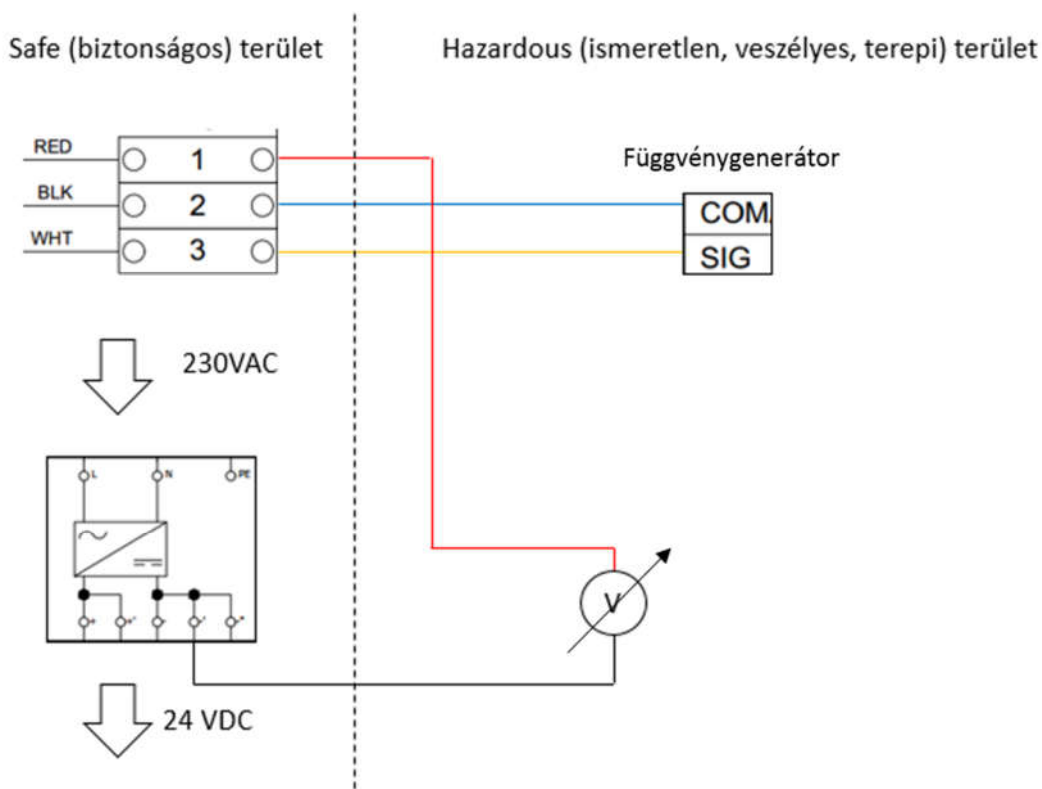 Safe (biztonságos) terület
Hazardous (ismeretlen, veszélyes, terepi) terület
RED
1
BLK
2
WHT
3
Függvénygenerátor
COM
SIG
230VAC
L
N
PE
+
+
-
-
-
V
24 VDC